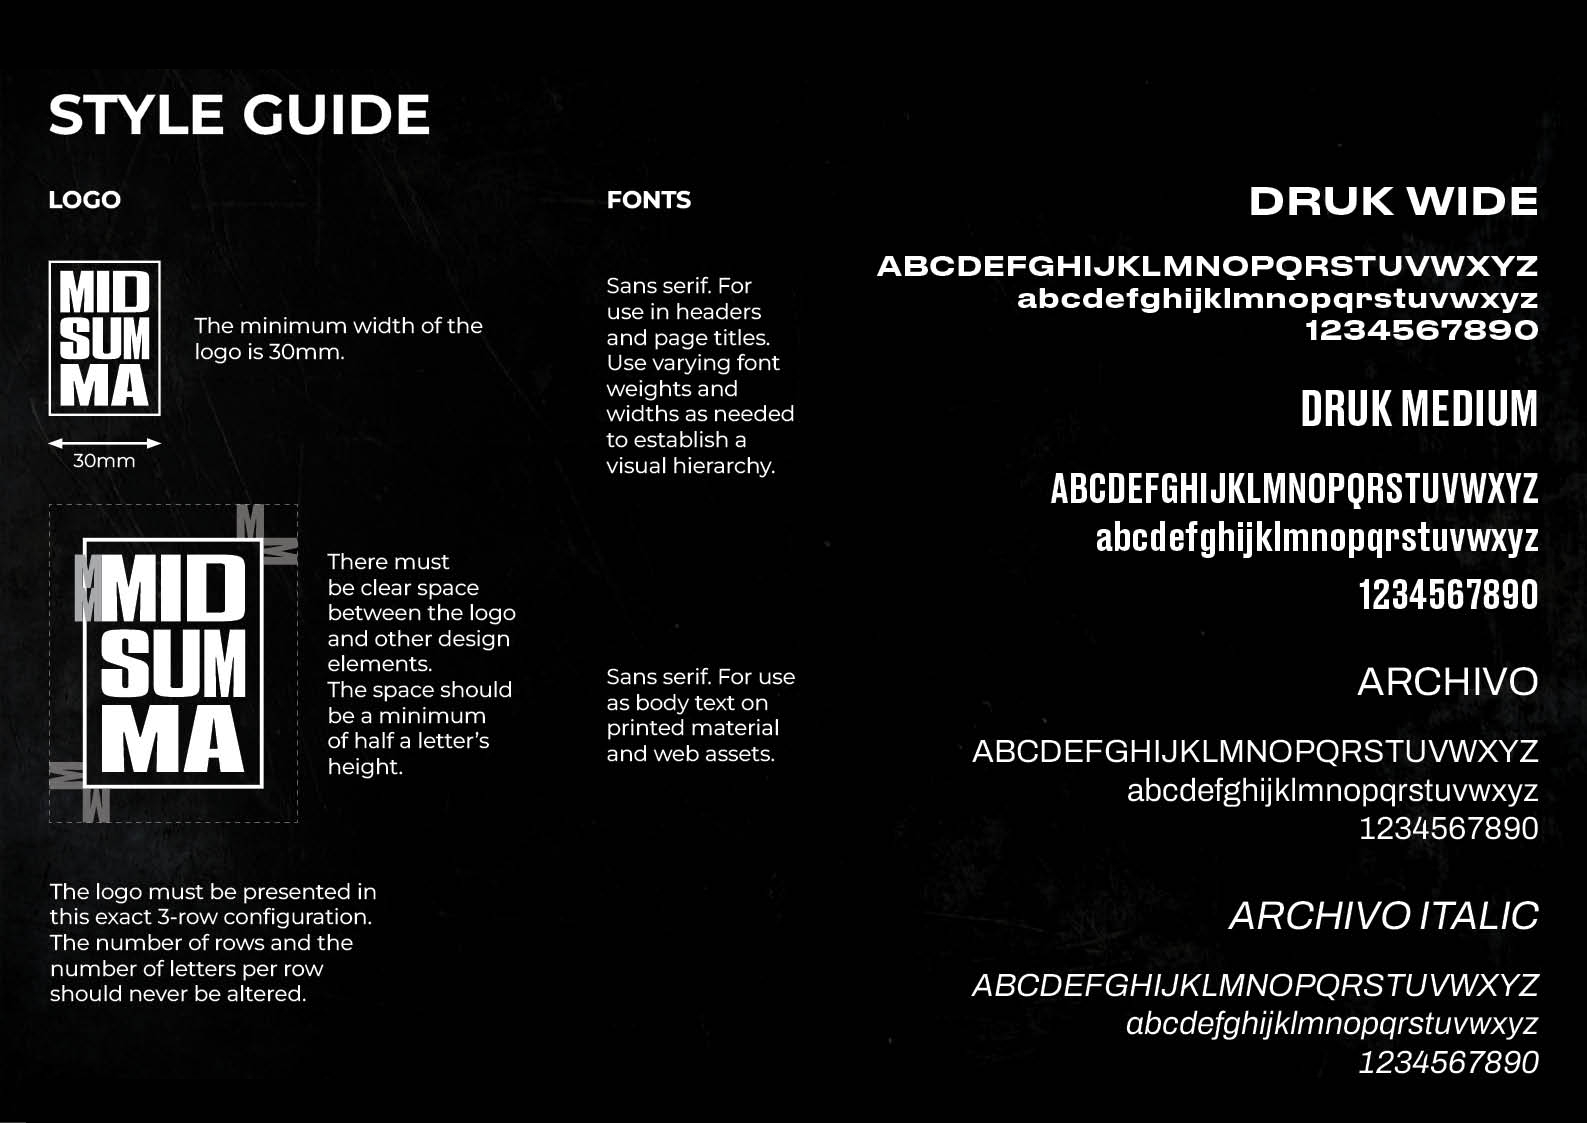 STYLE GUIDE
LOGO
MID
SUM
MA
The minimum width of the
logo is 30mm.
30mm
M
M
M
M
MID
SUM
MA
M
M
There must
be clear space
between the logo
and other design
elements.
The space should
be a minimum
of half a letter’s
height.
The logo must be presented in
this exact 3-row configuration.
The number of rows and the
number of letters per row
should never be altered.
FONTS
Sans serif. For
use in headers
and page titles.
Use varying font
weights and
widths as needed
to establish a
visual hierarchy.
Sans serif. For use
as body text on
printed material
and web assets.
DRUK WIDE
ABCDEFGHIJKLMNOPQRSTUVWXYZ
abcdefghijklmnopqrstuvwxyz
1234567890
DRUK MEDIUM
ABCDEFGHIJKLMNOPQRSTUVWXYZ
abcdefghijklmnopqrstuvwxyz
1234567890
ARCHIVO
ABCDEFGHIJKLMNOPQRSTUVWXYZ
abcdefghijklmnopqrstuvwxyz
1234567890
ARCHIVO ITALIC
ABCDEFGHIJKLMNOPQRSTUVWXYZ
abcdefghijklmnopqrstuvwxyz
1234567890